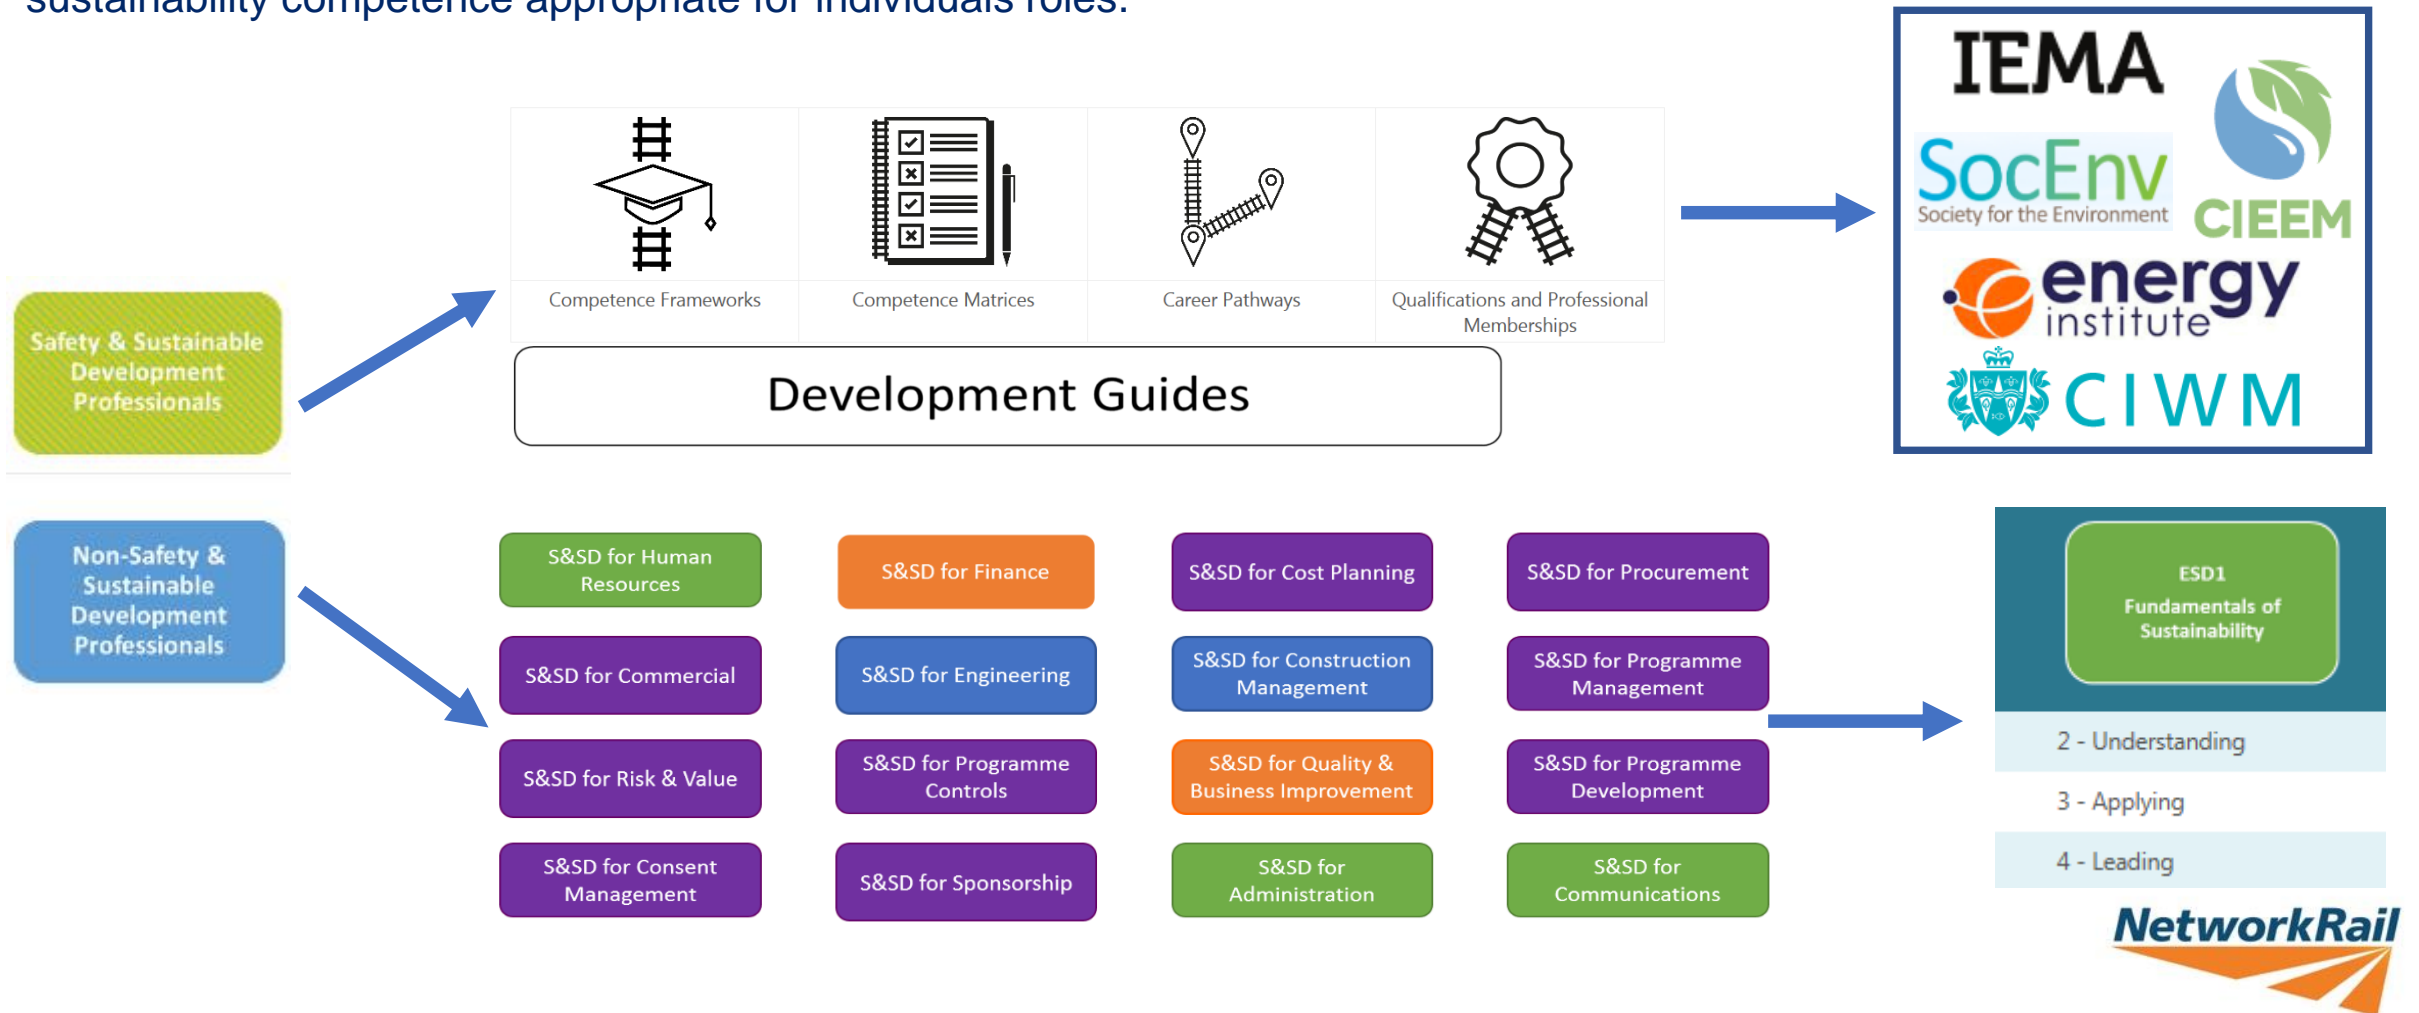 sustainability competence appropriate for individuals roles.
IEMA
SocEnv
Society for the Environment
CIEEM
energy
institute
CIWM
Competence Frameworks
Competence Matrices
Career Pathways
Qualifications and Professional
Memberships
Development Guides
Safety & Sustainable
Development
Professionals
Non-Safety &
Sustainable
Development
Professionals
S&SD for Human
Resources
S&SD for Finance
S&SD for Cost Planning
S&SD for Procurement
S&SD for Commercial
S&SD for Engineering
S&SD for Construction
Management
S&SD for Programme
Management
S&SD for Risk & Value
S&SD for Programme
Controls
S&SD for Quality &
Business Improvement
S&SD for Programme
Development
S&SD for Consent
Management
S&SD for Sponsorship
S&SD for
Administration
S&SD for
Communications
ESD1
Fundamentals of
Sustainability
2 - Understanding
3 - Applying
4 - Leading
NetworkRail